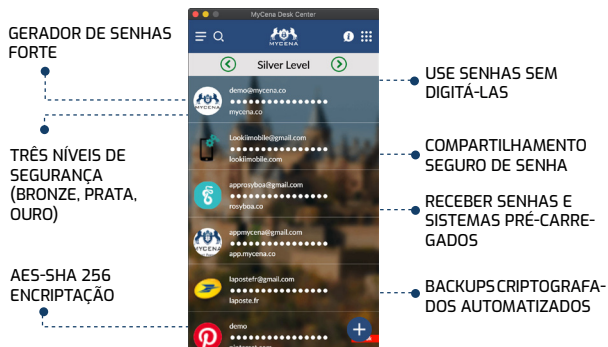 GERADOR DE SENHAS
FORTE
TRÊS NÍVEIS DE
SEGURANÇA
(BRONZE, PRATA,
OURO)
AES-SHA 256
ENCRIPTAÇÃO
MyCena Desk Center
MYCENA
Silver Level
demo@mycena.co
mycena.co
Lookiimobile@gmail.com
lookiimobile.com
approsyboa@gmail.com
rosyboa.co
appmycena@gmail.com
app.mycena.co
lapostefr@gmail.com
laposte.fr
demo
pinterest.com
USE SENHAS SEM
DIGITÁ-LAS
COMPARTILHAMENTO
SEGURO DE SENHA
RECEBER SENHAS E
SISTEMAS PRÉ-CARRE-
GADOS
BACKUPS CRIPTOGRAFA-
DOS AUTOMATIZADOS